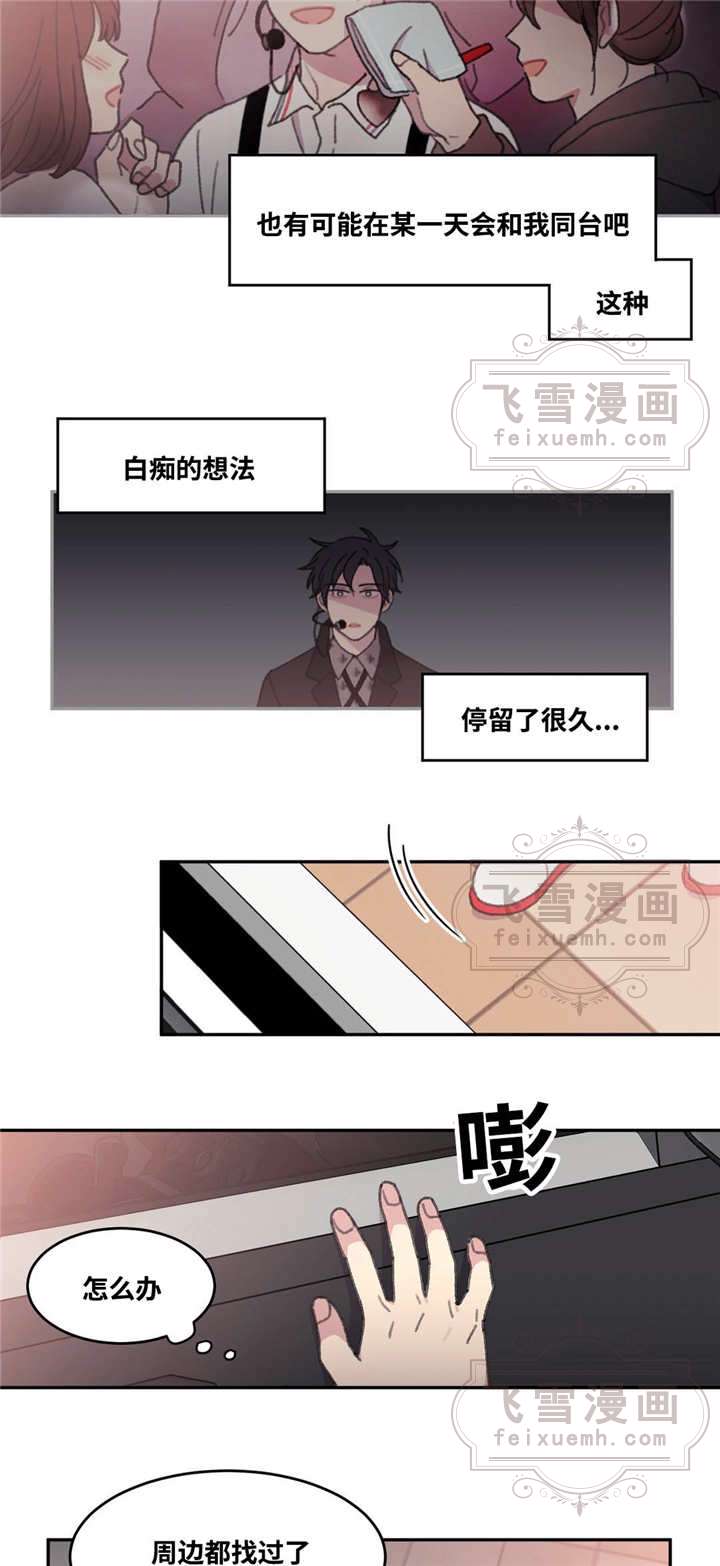 也有可能在某一天会和我同台吧
这种
飞雪漫画
feixuemh.com
白痴的想法
停留了很久...
飞雪漫画
feixuemh.com
嘭
怎么办
飞雪漫画
feixuemh.com
周边都找过了